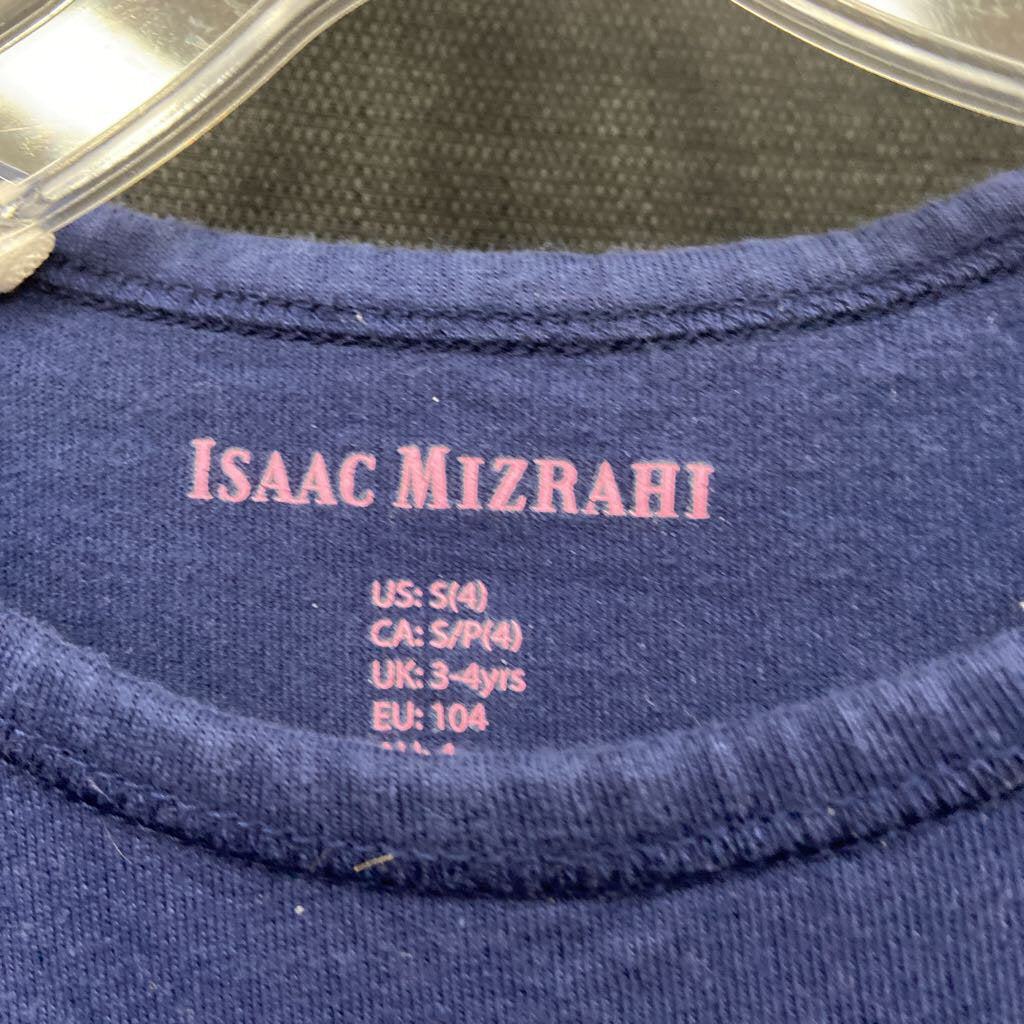 ISAAC MIZRAHI
US: S(4)
CA: S/P(4)
UK: 3-4yrs
EU: 104